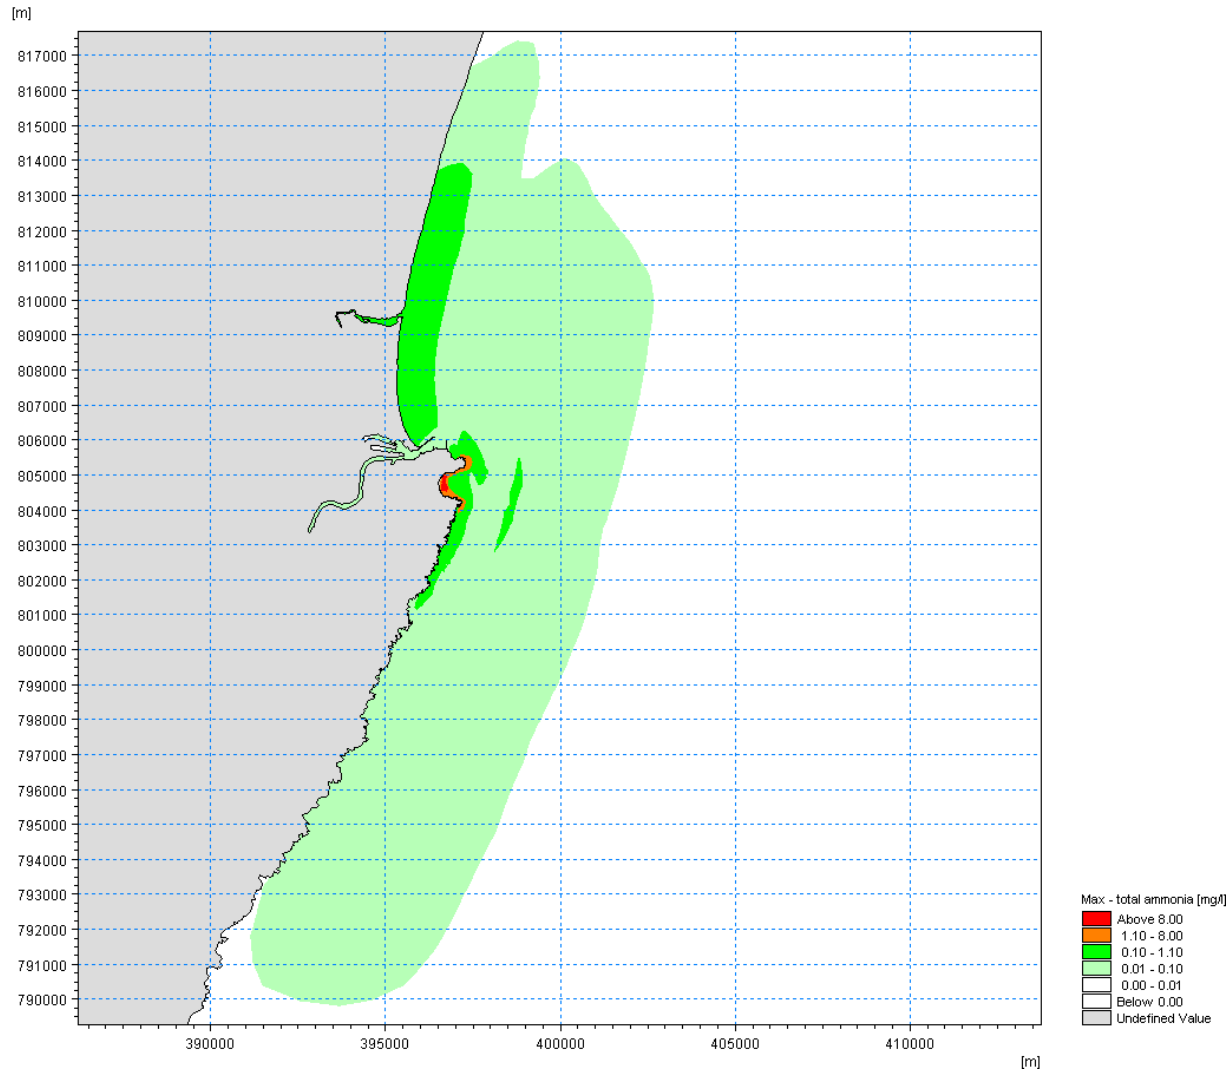 [m]
817000
816000
815000
814000
813000
812000
811000
810000
809000
808000
807000
806000
805000
804000
803000
802000
801000
800000
799000
798000
797000
796000
795000
794000
793000
792000
791000
790000
390000 395000 400000 405000 410000
[m]
Max - total ammonia [mg/l]
Above 8.00
1.10 - 8.00
0.10 - 1.10
0.01 - 0.10
0.00 - 0.01
Below 0.00
Undefined Value